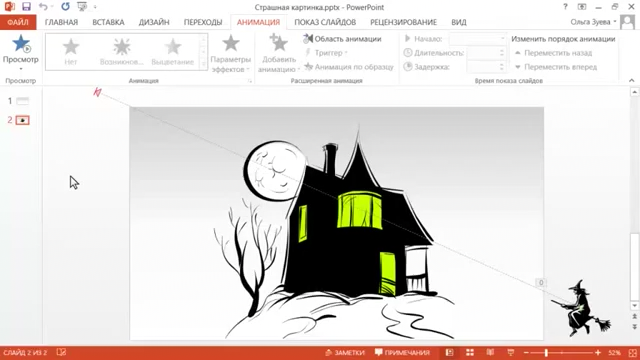 Страшная картинка.pptx - PowerPoint
ФАЙЛ ГЛАВНАЯ ВСТАВКА ДИЗАЙН ПЕРЕХОДЫ АНИМАЦИЯ ПОКАЗ СЛАЙДОВ РЕЦЕНЗИРОВАНИЕ ВИД Ольга Зуева
Просмотр
Нет Возникнов... Выцветание
Параметры эффектов
Добавить анимацию
Область анимации
Триггер
Анимация по образцу
Начало:
Длительность:
Задержка:
Изменить порядок анимации
Переместить назад
Переместить вперед
Просмотр Анимация Расширенная анимация Время показа слайдов
1
2
0
СЛАЙД 2 ИЗ 2 ЗАМЕТКИ ПРИМЕЧАНИЯ 52%